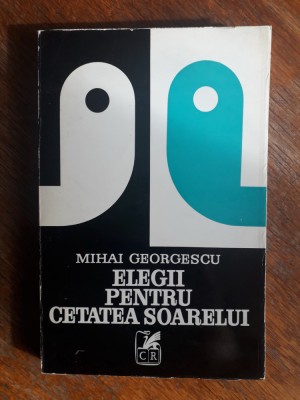 MIHAI GEORGESCU
ELEGII
PENTRU
CETATEA SOARELUI
CR